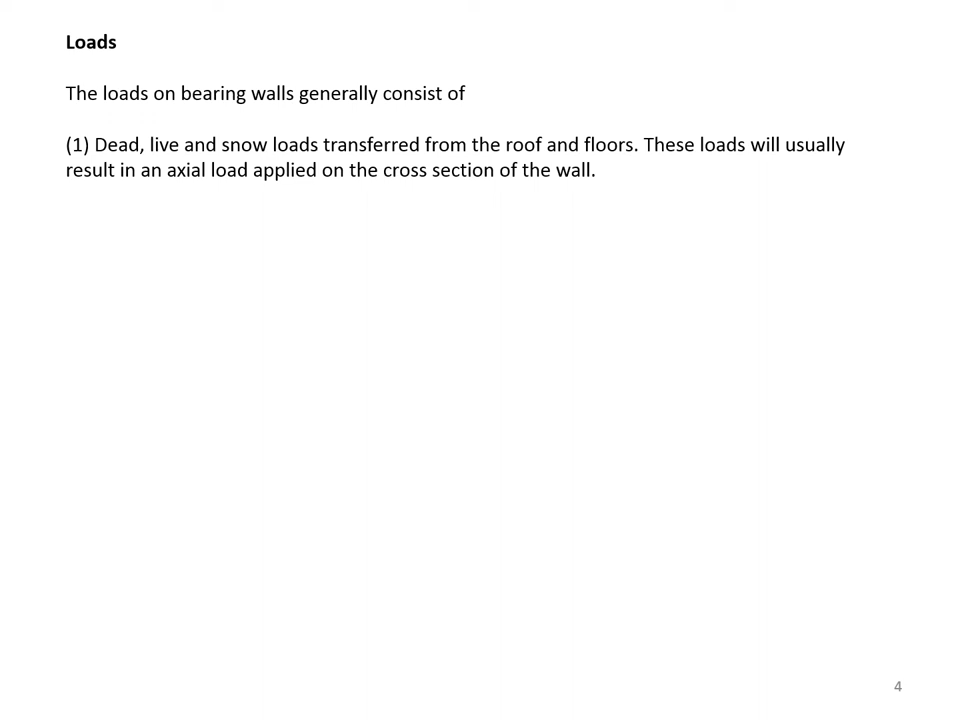 Loads
The loads on bearing walls generally consist of
(1) Dead, live and snow loads transferred from the roof and floors. These loads will usually
result in an axial load applied on the cross section of the wall.
4